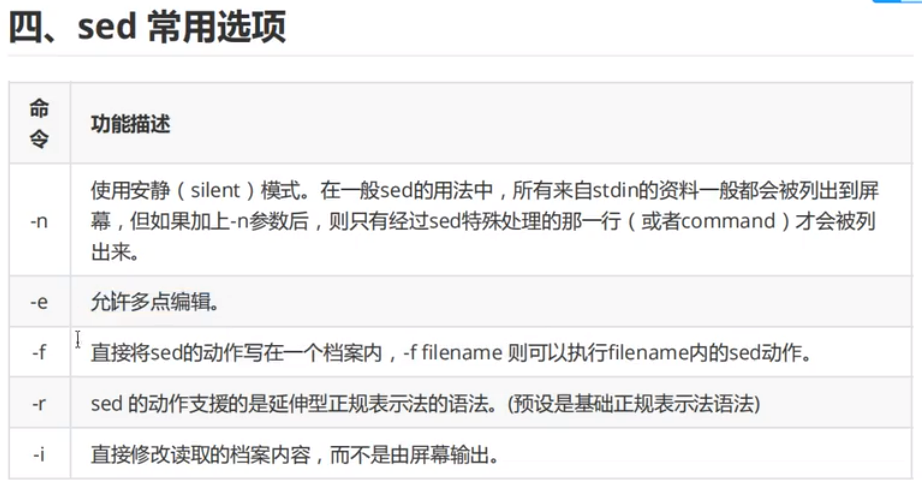 四、sed 常用选项
命
令
功能描述
-n
使用安静（silent）模式。在一般sed的用法中，所有来自stdin的资料一般都会被列出到屏
幕，但如果加上-n参数后，则只有经过sed特殊处理的那一行（或者command）才会被列
出来。
-e
允许多点编辑。
-f
直接将sed的动作写在一个档案内，-f filename 则可以执行filename内的sed动作。
-r
sed 的动作支援的是延伸型正规表示法的语法。(预设是基础正规表示法语法)
-i
直接修改读取的档案内容，而不是由屏幕输出。